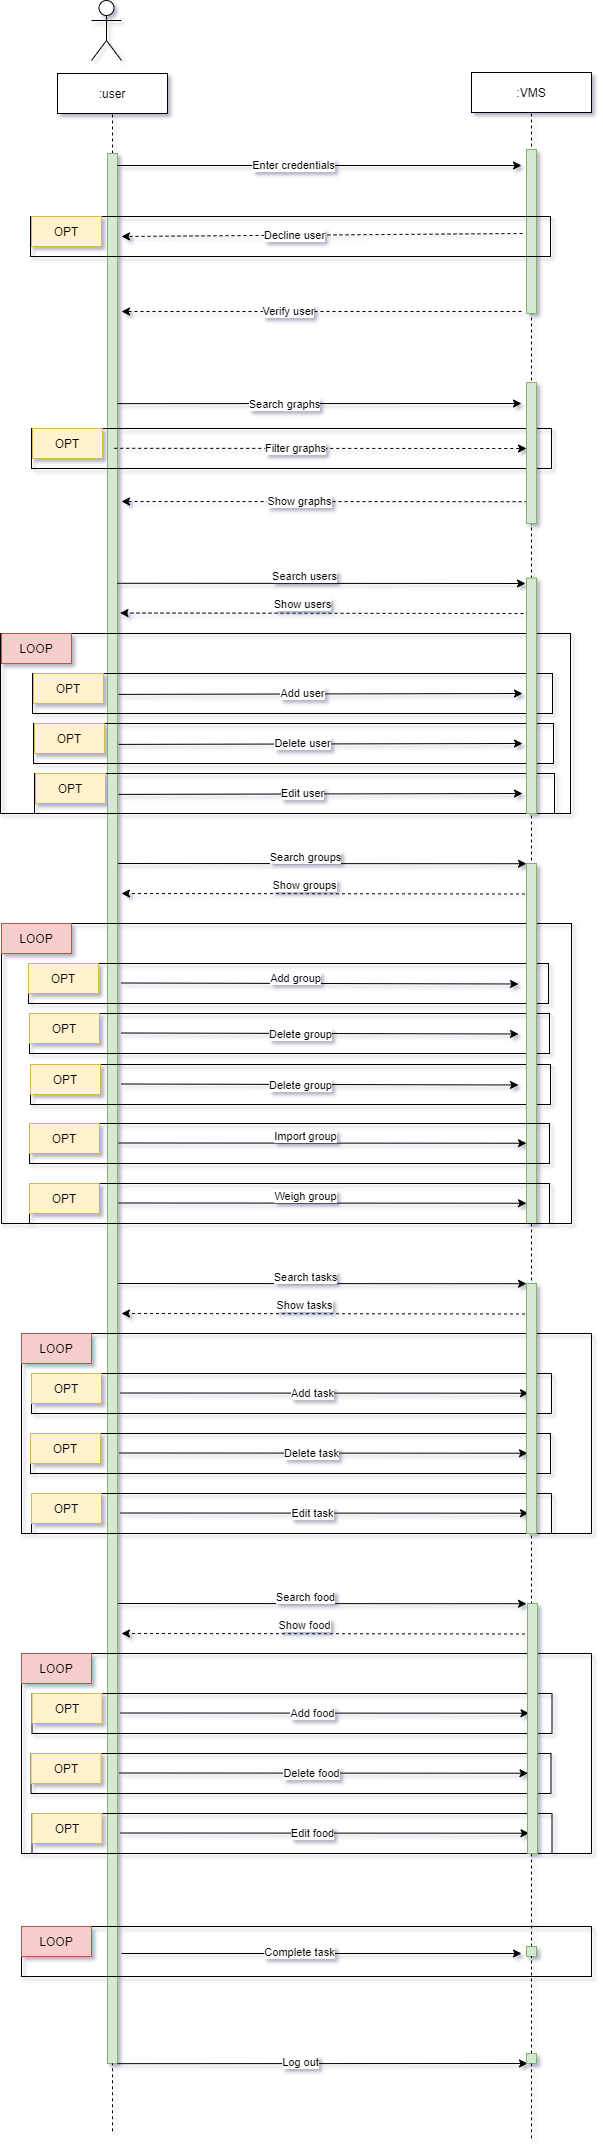 :user
:VMS
Enter credentials
OPT
Decline user
Verify user
Search graphs
OPT
Filter graphs
Show graphs
Search users
Show users
LOOP
OPT
Add user
OPT
Delete user
OPT
Edit user
Search groups
Show groups
LOOP
OPT
Add group
OPT
Delete group
OPT
Delete group
OPT
Import group
OPT
Weigh group
Search tasks
Show tasks
LOOP
OPT
Add task
OPT
Delete task
OPT
Edit task
Search food
Show food
LOOP
OPT
Add food
OPT
Delete food
OPT
Edit food
LOOP
Complete task
Log out